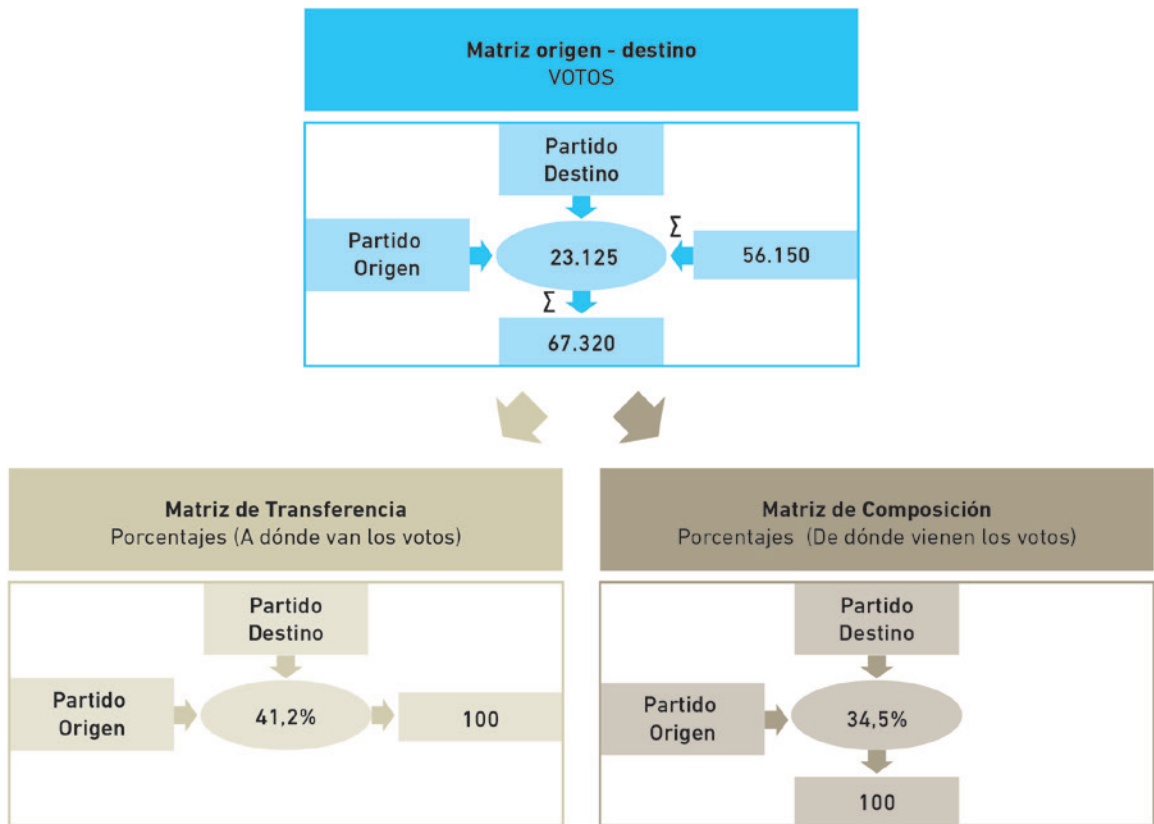 Matriz origen - destino
VOTOS
Partido
Destino
Partido
Origen
23.125
Σ
56.150
Σ
67.320
Matriz de Transferencia
Porcentajes (A dónde van los votos)
Partido
Destino
Partido
Origen
41,2%
100
Matriz de Composición
Porcentajes (De dónde vienen los votos)
Partido
Destino
Partido
Origen
34,5%
100